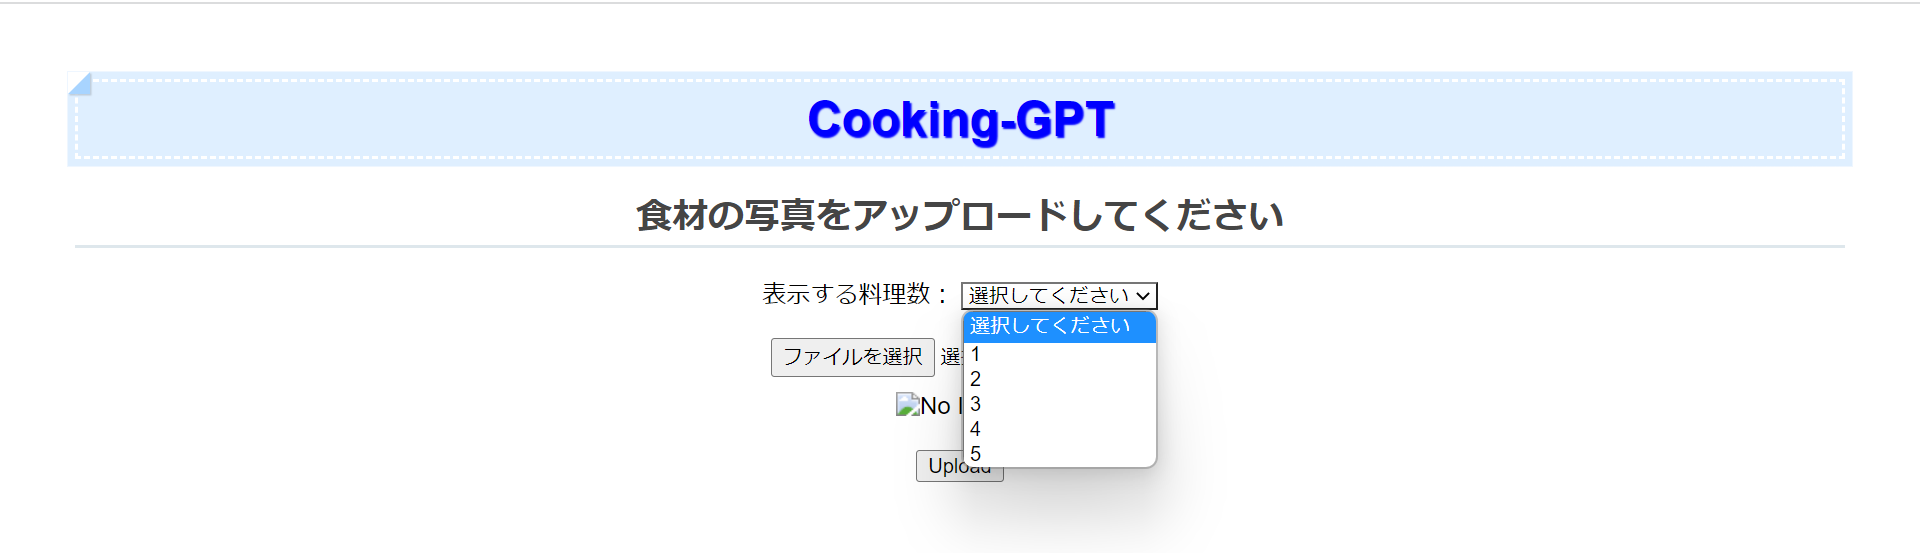 Cooking-GPT
食材の写真をアップロードしてください
表示する料理数： 選択してください
選択してください
ファイルを選択 選
1
2
3
No
4
5
Upload